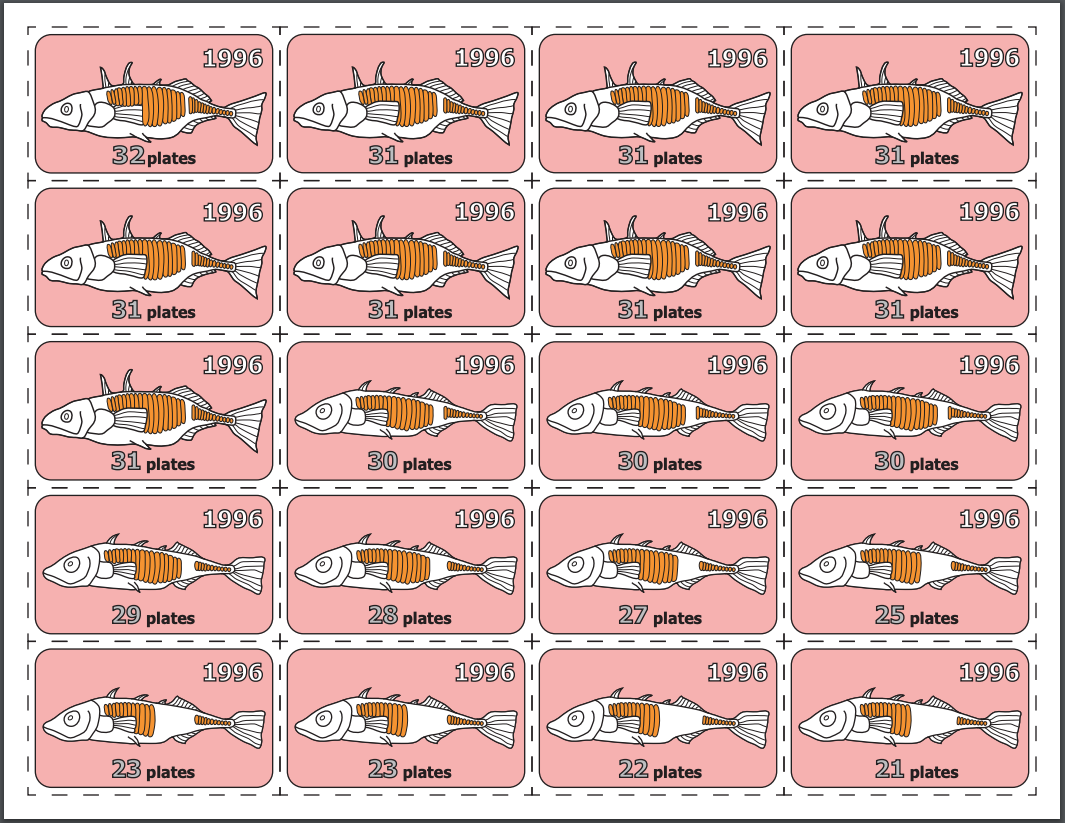 1996
32 plates
1996
31 plates
1996
31 plates
1996
31 plates
1996
31 plates
1996
31 plates
1996
31 plates
1996
31 plates
1996
31 plates
1996
30 plates
1996
30 plates
1996
30 plates
1996
29 plates
1996
28 plates
1996
27 plates
1996
25 plates
1996
23 plates
1996
23 plates
1996
22 plates
1996
21 plates